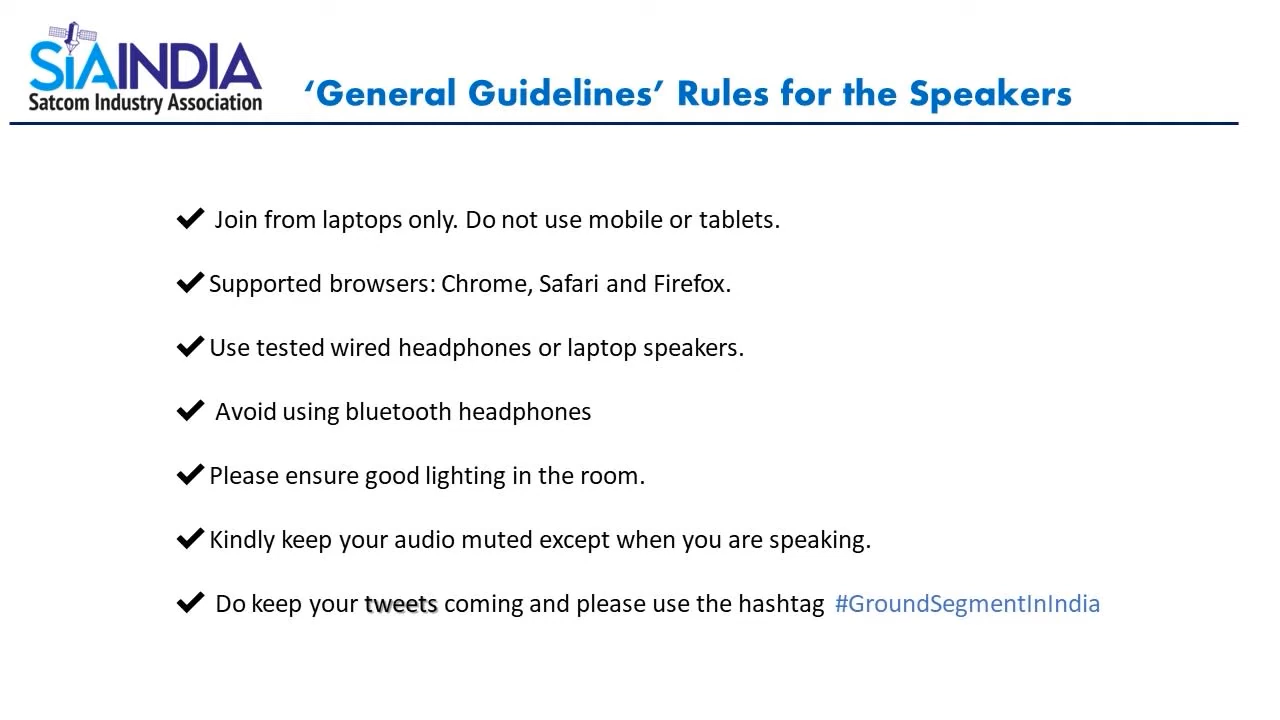 SiAINDIA
Satcom Industry Association
‘General Guidelines’ Rules for the Speakers
Join from laptops only. Do not use mobile or tablets.
Supported browsers: Chrome, Safari and Firefox.
Use tested wired headphones or laptop speakers.
Avoid using bluetooth headphones
Please ensure good lighting in the room.
Kindly keep your audio muted except when you are speaking.
Do keep your tweets coming and please use the hashtag #GroundSegmentInIndia